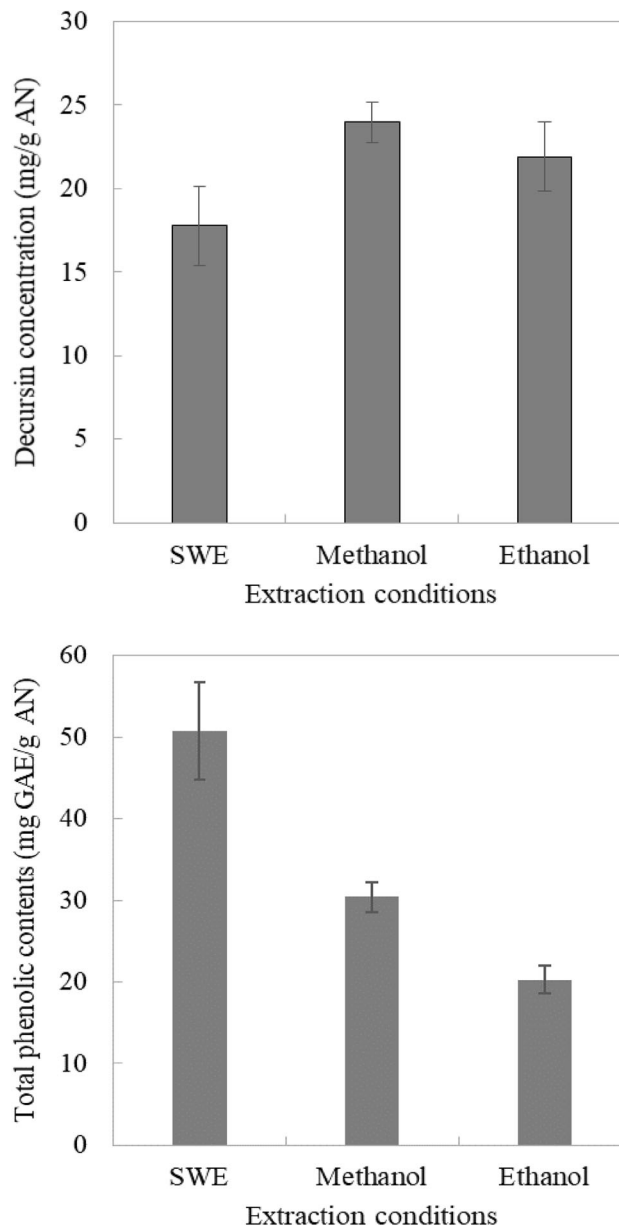 Decursin concentration (mg/g AN)
30
25
20
15
10
5
0
SWE Methanol Ethanol
Extraction conditions
Total phenolic contents (mg GAE/g AN)
60
50
40
30
20
10
0
SWE Methanol Ethanol
Extraction conditions